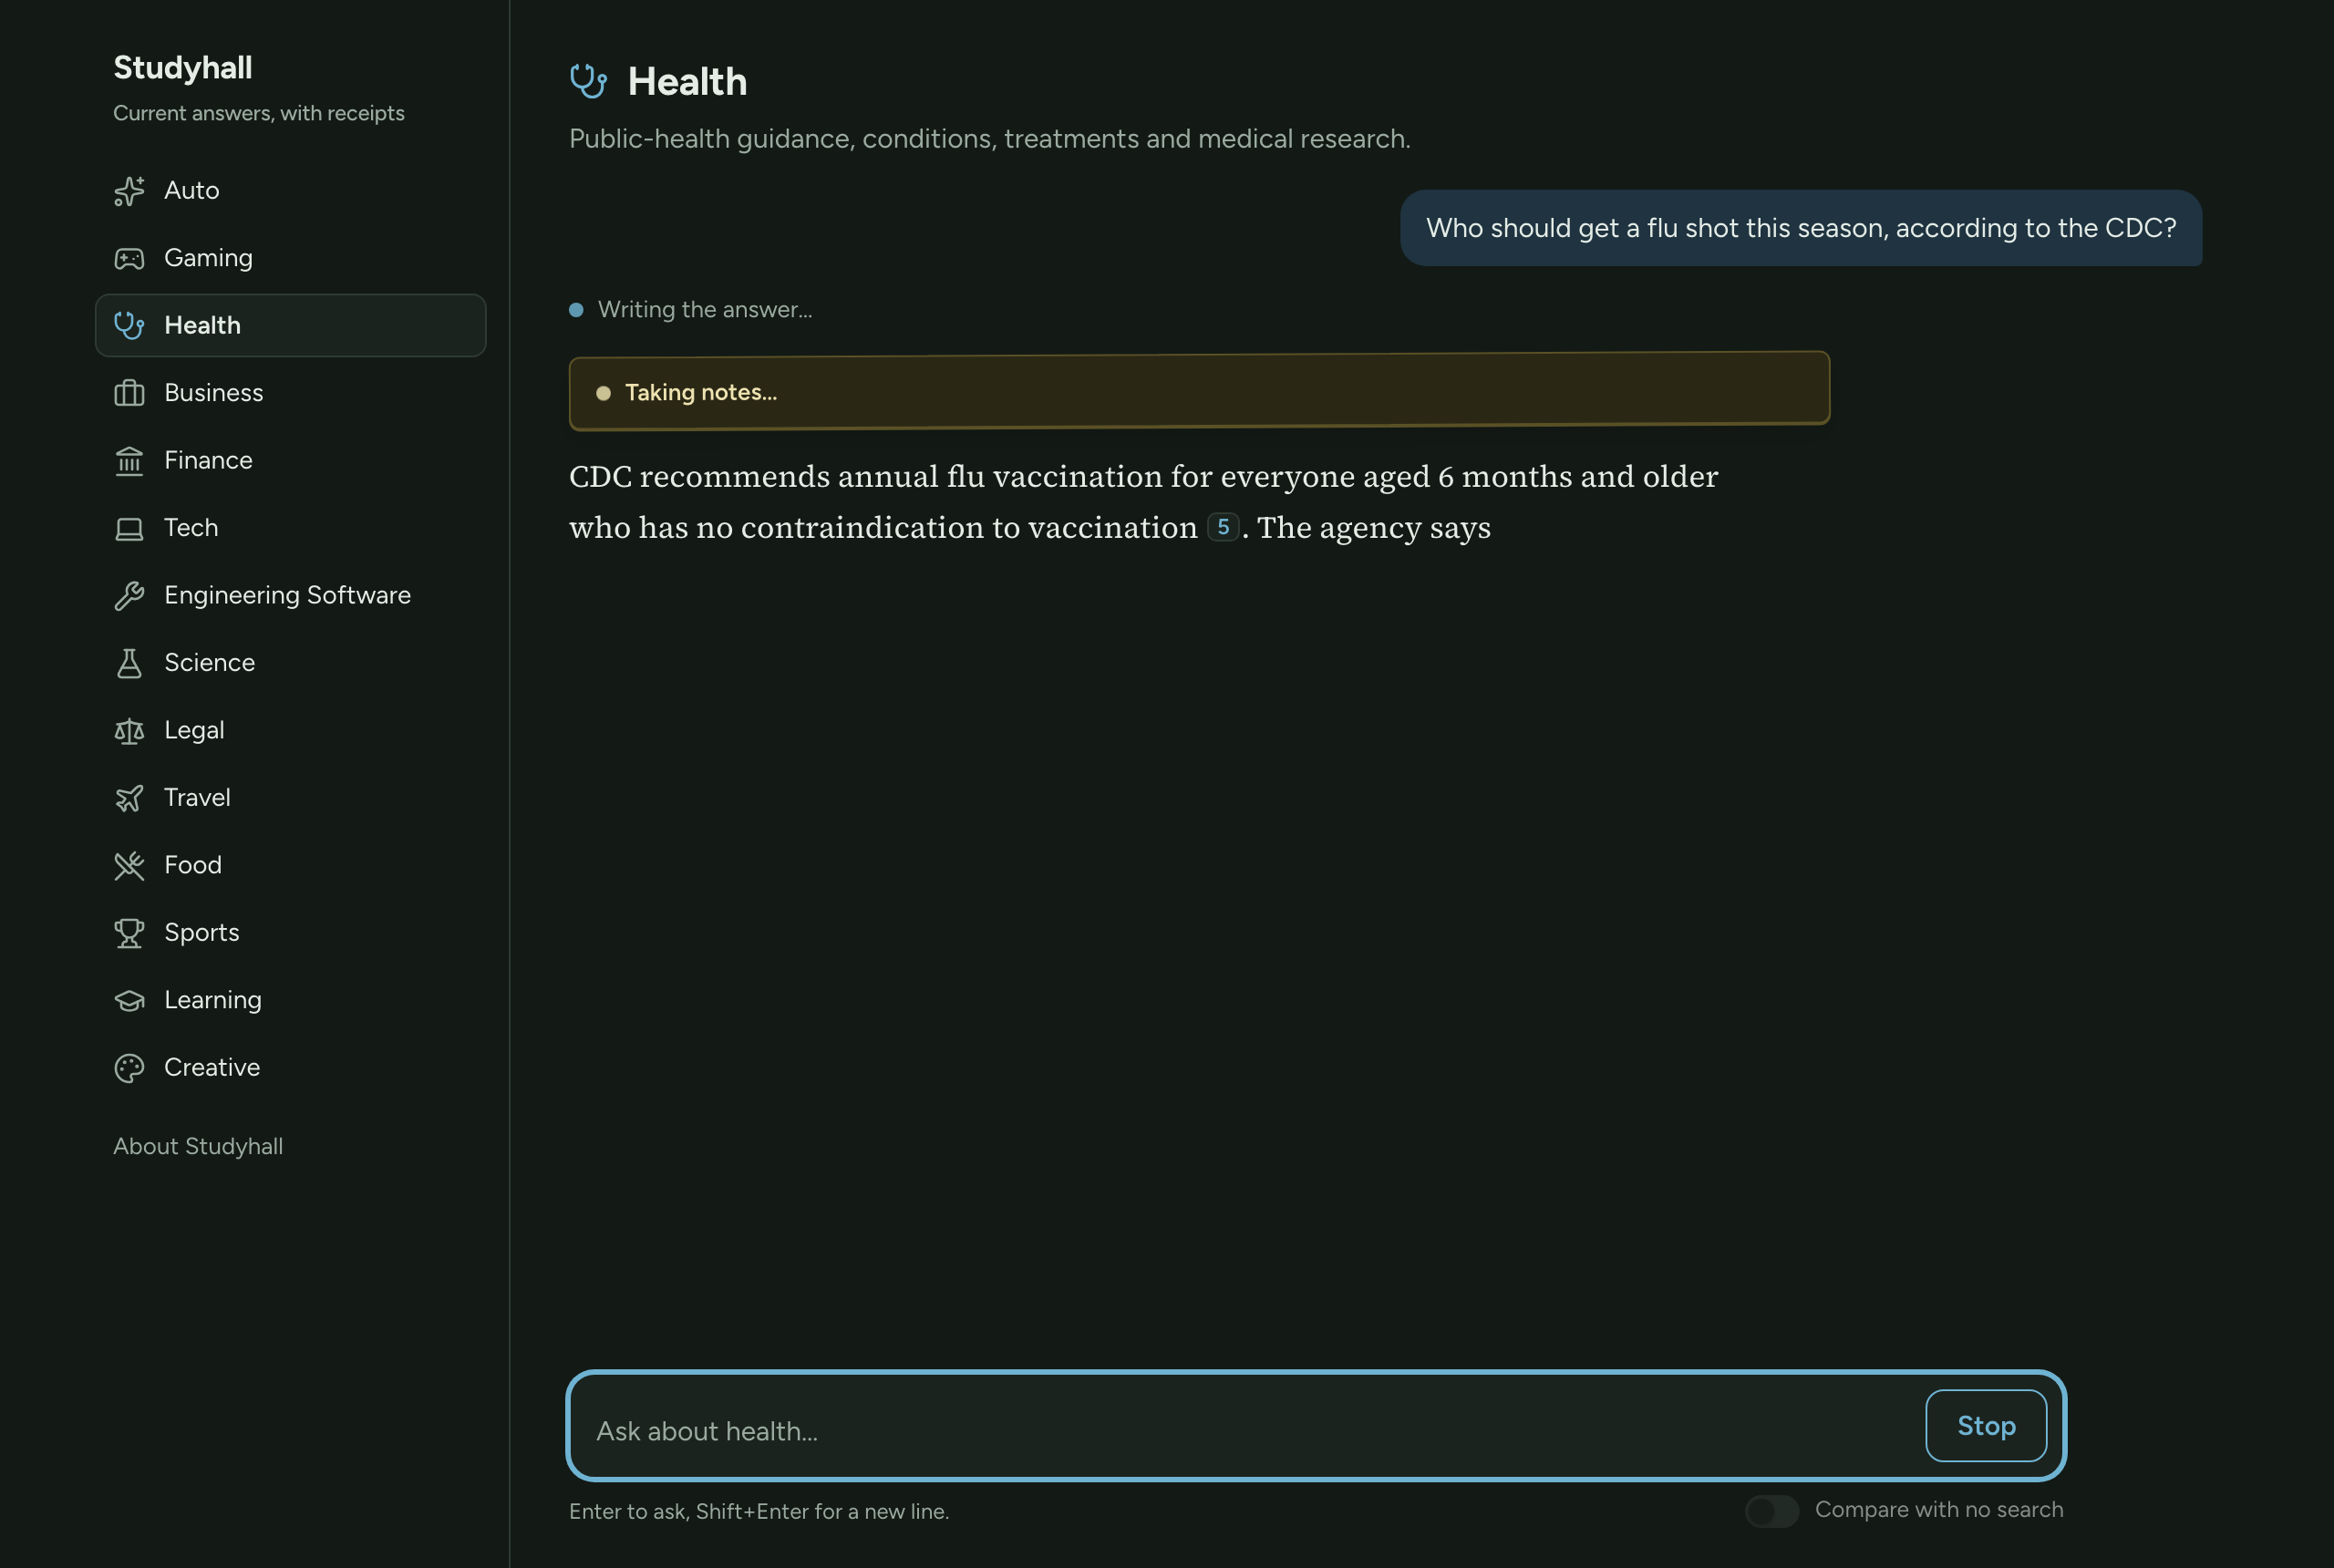 Studyhall
Current answers, with receipts
Auto
Gaming
Health
Business
Finance
Tech
Engineering Software
Science
Legal
Travel
Food
Sports
Learning
Creative
About Studyhall
Health
Public-health guidance, conditions, treatments and medical research.
Who should get a flu shot this season, according to the CDC?
Writing the answer...
Taking notes...
CDC recommends annual flu vaccination for everyone aged 6 months and older
who has no contraindication to vaccination 5. The agency says
Ask about health...
Stop
Enter to ask, Shift+Enter for a new line.
Compare with no search